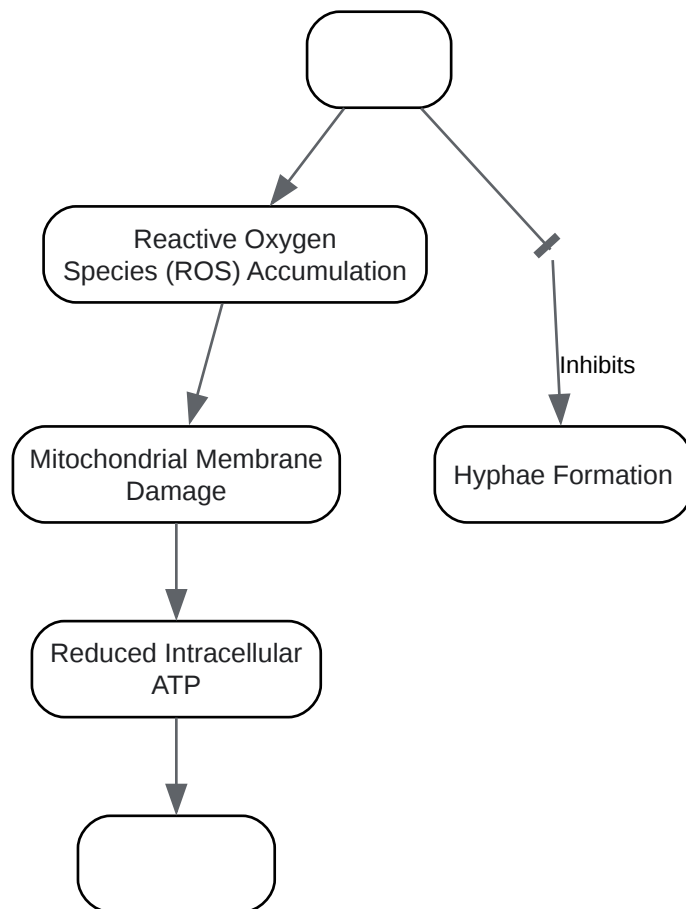 Reactive Oxygen
Species (ROS) Accumulation
Inhibits
Mitochondrial Membrane
Damage
Hyphae Formation
Reduced Intracellular
ATP